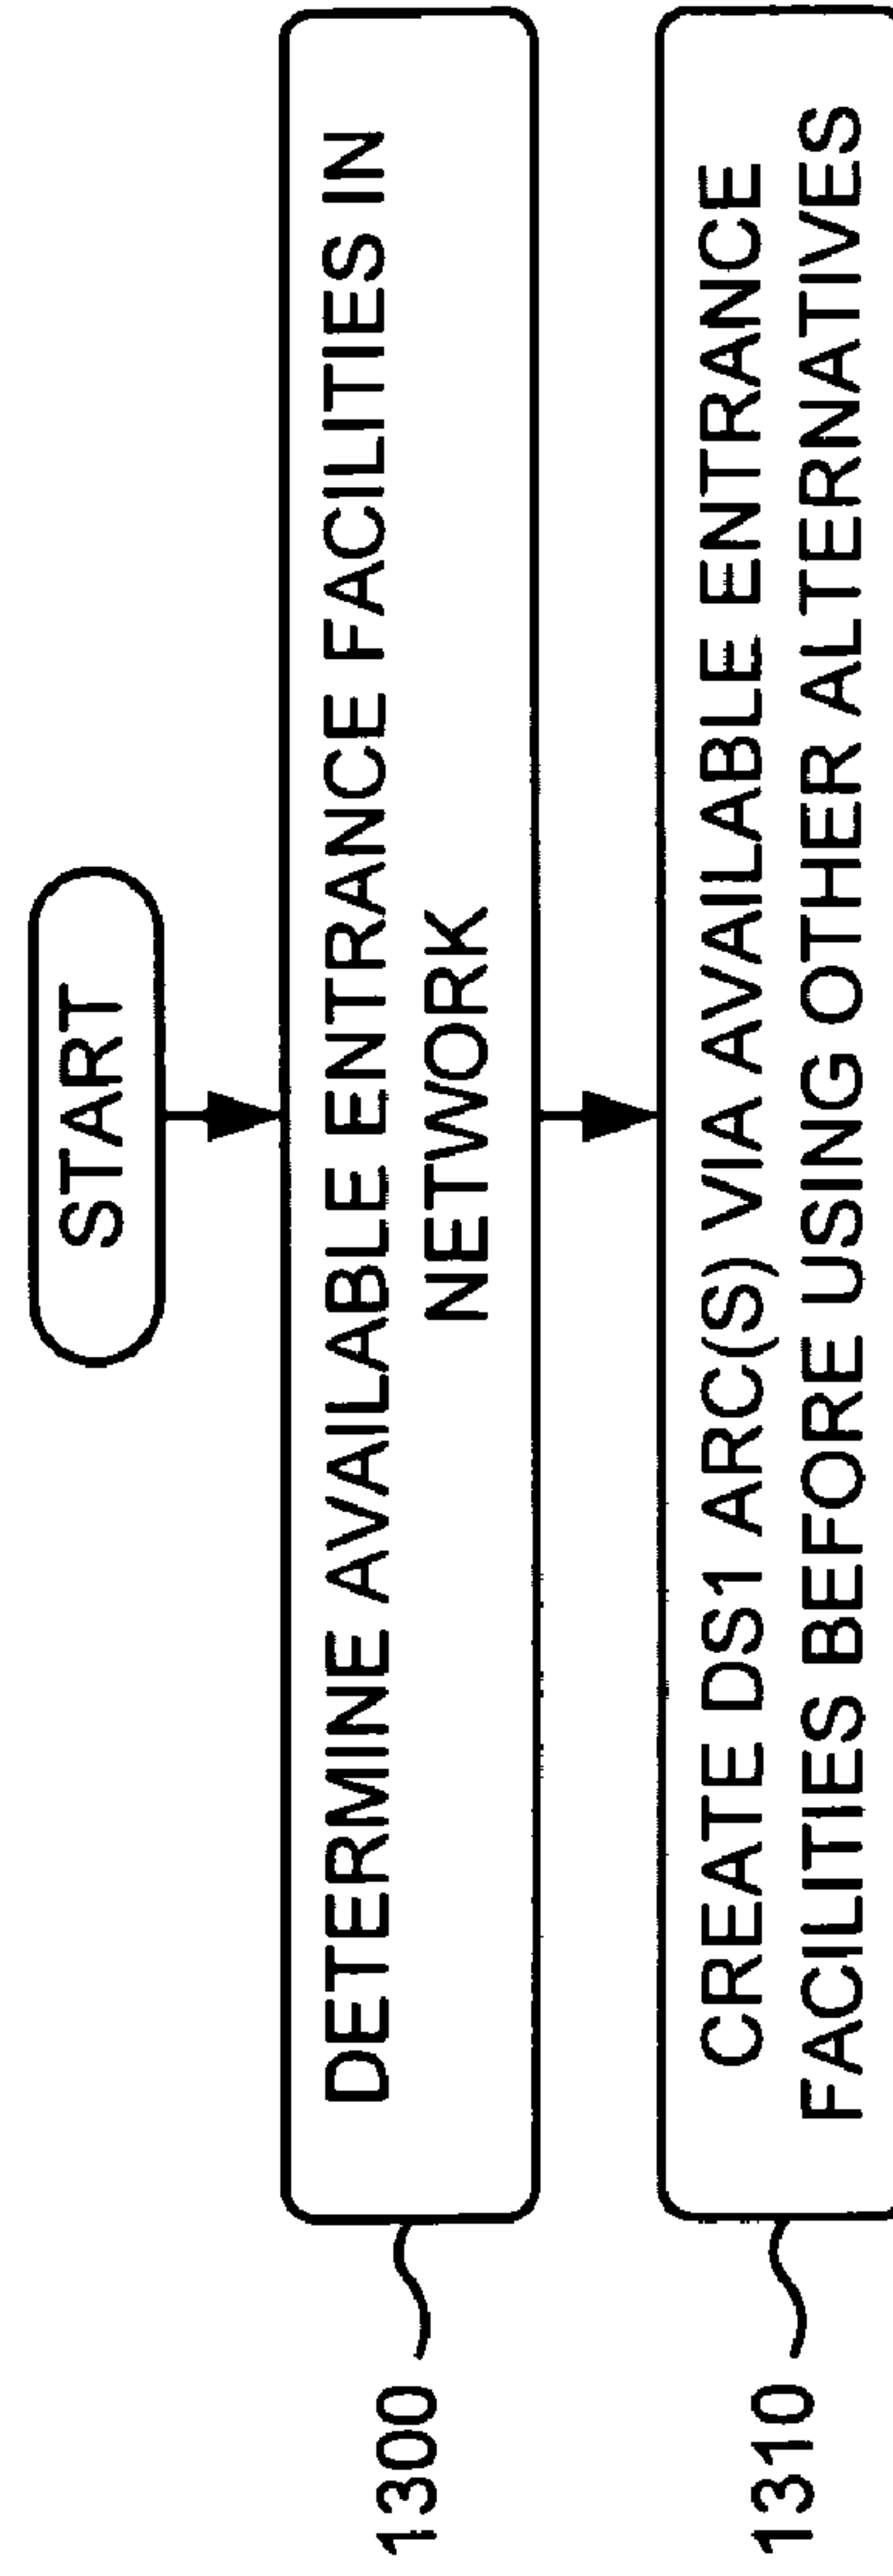 START
DETERMINE AVAILABLE ENTRANCE FACILITIES IN
NETWORK
1300
CREATE DS1 ARC(S) VIA AVAILABLE ENTRANCE
FACILITIES BEFORE USING OTHER ALTERNATIVES
1310